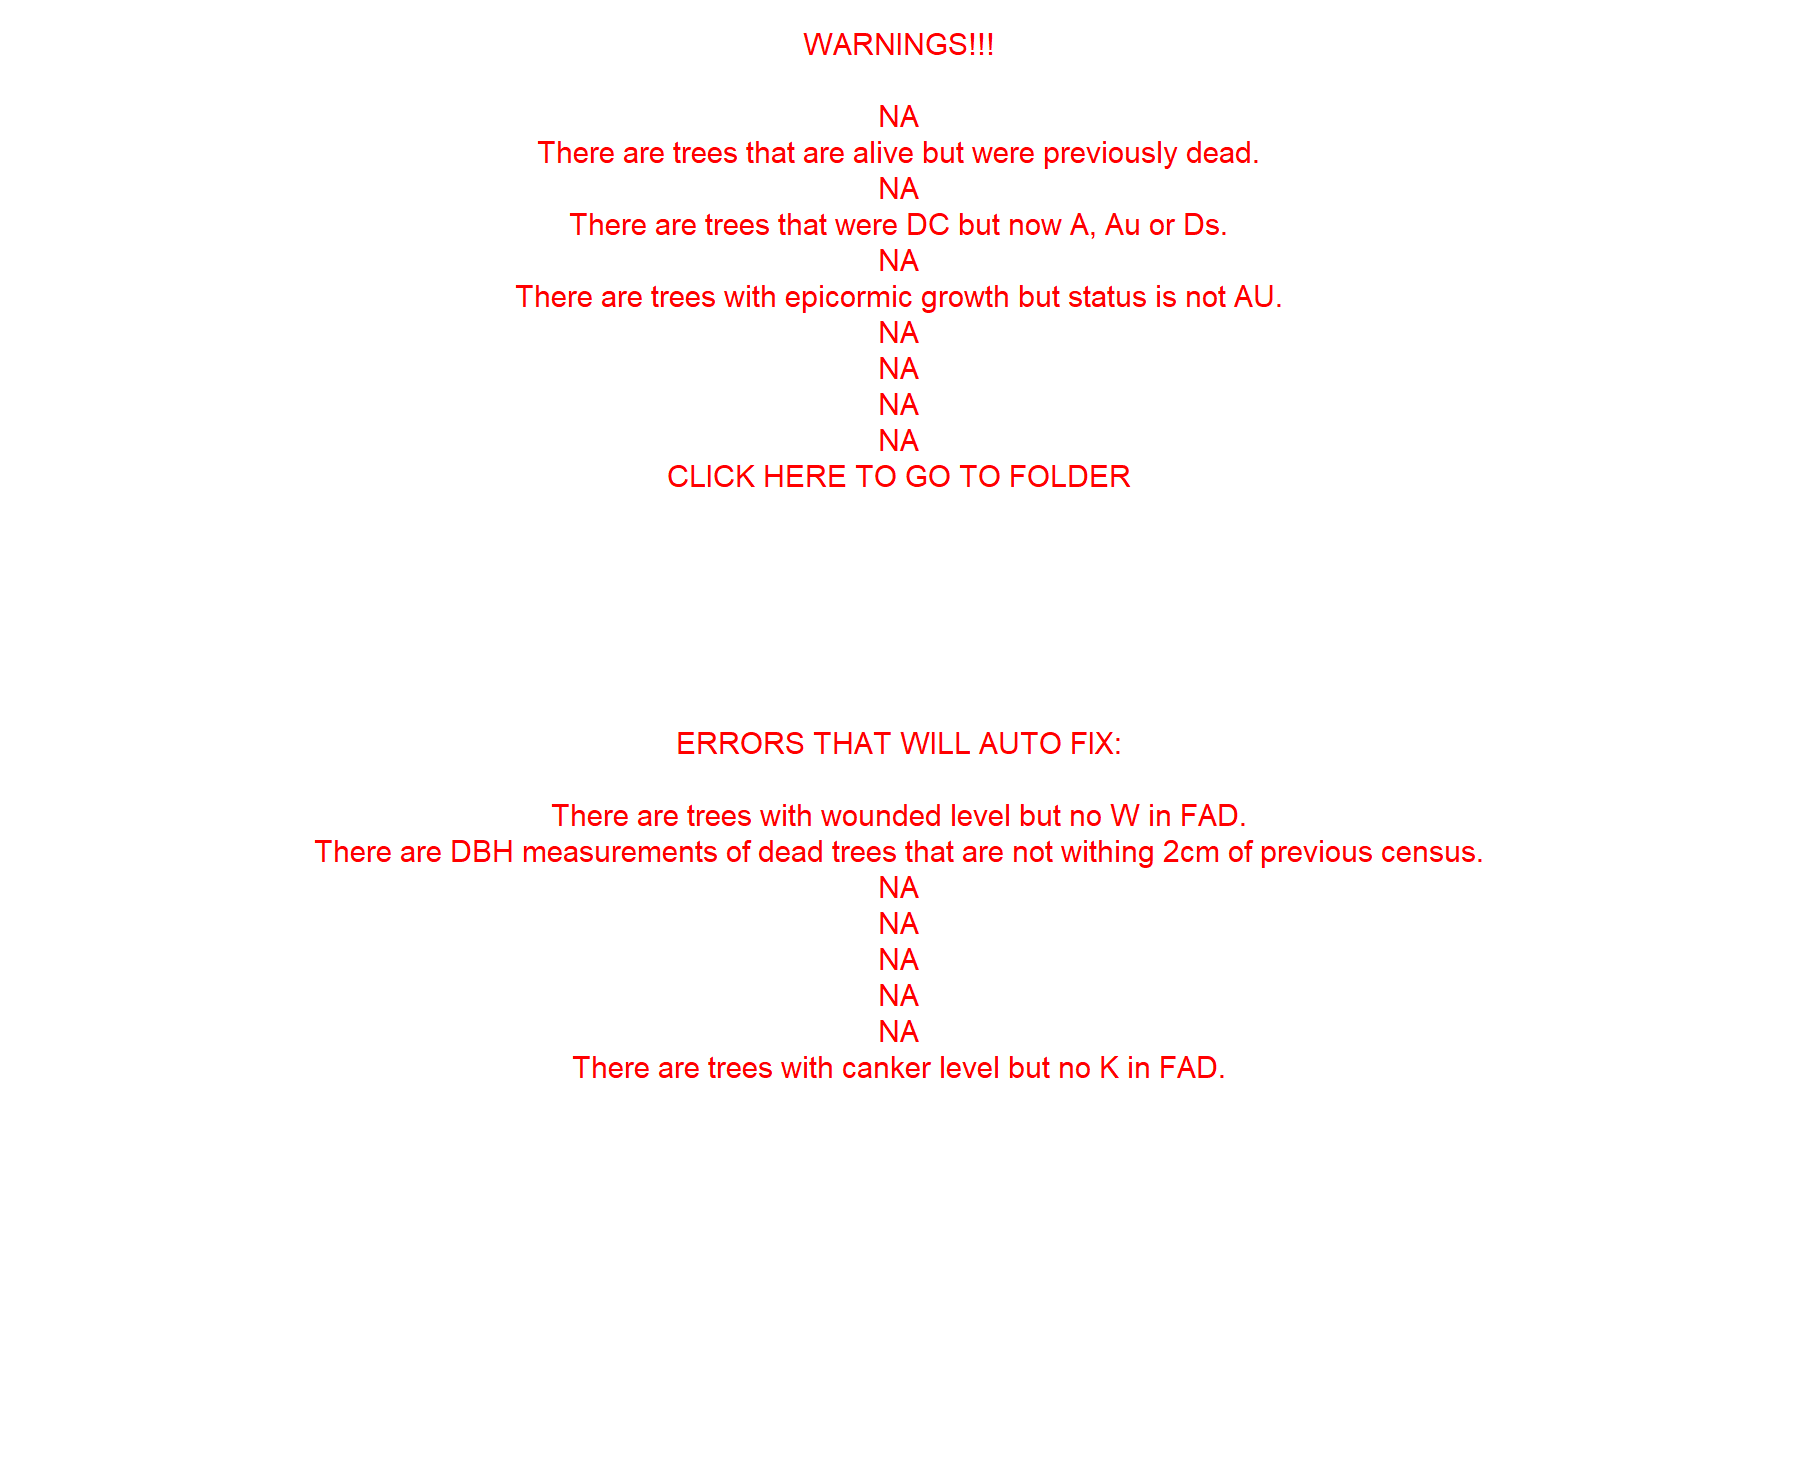 WARNINGS!!!
NA
There are trees that are alive but were previously dead.
NA
There are trees that were DC but now A, Au or Ds.
NA
There are trees with epicormic growth but status is not AU.
NA
NA
NA
NA
CLICK HERE TO GO TO FOLDER
ERRORS THAT WILL AUTO FIX:
There are trees with wounded level but no W in FAD.
There are DBH measurements of dead trees that are not withing 2cm of previous census.
NA
NA
NA
NA
NA
There are trees with canker level but no K in FAD.